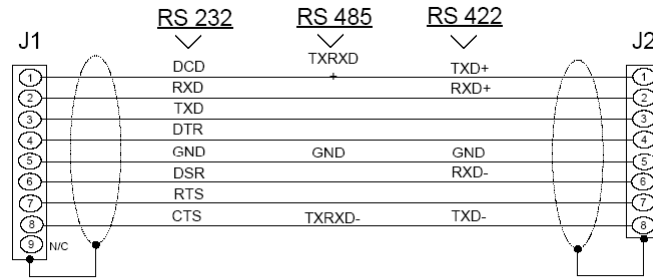 RS 232 RS 485 RS 422
J1 J2
DCD TXRXD TXD+
1 + 1
RXD RXD+
2 2
TXD
3 3
DTR
4 4
GND GND GND
5 5
DSR RXD-
6 6
RTS
7 7
CTS TXRXD- TXD-
8 8
9 N/C